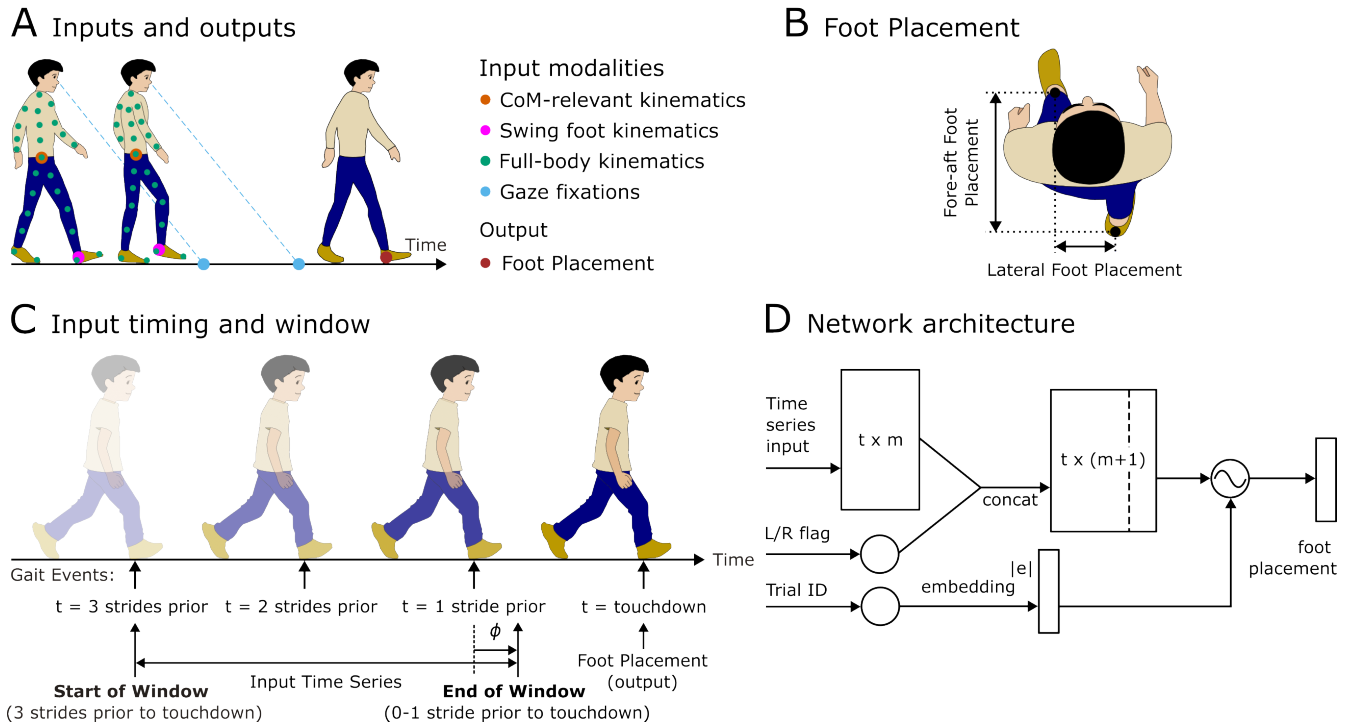 A Inputs and outputs
Input modalities
CoM-relevant kinematics
Swing foot kinematics
Full-body kinematics
Gaze fixations
Output
Foot Placement
Time
B Foot Placement
Fore-aft Foot
Placement
Lateral Foot Placement
C Input timing and window
Time
Gait Events:
t = 3 strides prior
t = 2 strides prior
t = 1 stride prior
t = touchdown
ϕ
Input Time Series
Foot Placement
(output)
Start of Window
(3 strides prior to touchdown)
End of Window
(0-1 stride prior to touchdown)
D Network architecture
Time
series
input
t x m
L/R flag
Trial ID
concat
t x (m+1)
embedding
|e|
foot
placement